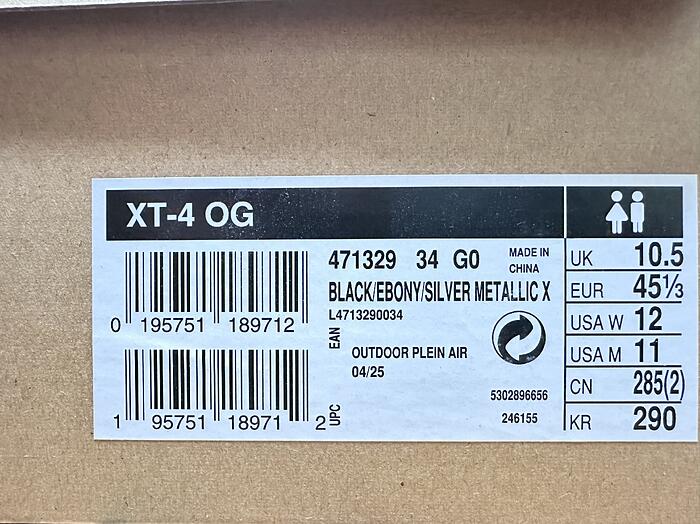 XT-4 OG
471329 34 G0
MADE IN
CHINA
BLACK/EBONY/SILVER METALLIC X
L4713290034
0 195751 189712
EAN
OUTDOOR PLEIN AIR
04/25
5302896656
246155
1 95751 18971 2
UPC
UK 10.5
EUR 45⅓
USA W 12
USA M 11
CN 285(2)
KR 290